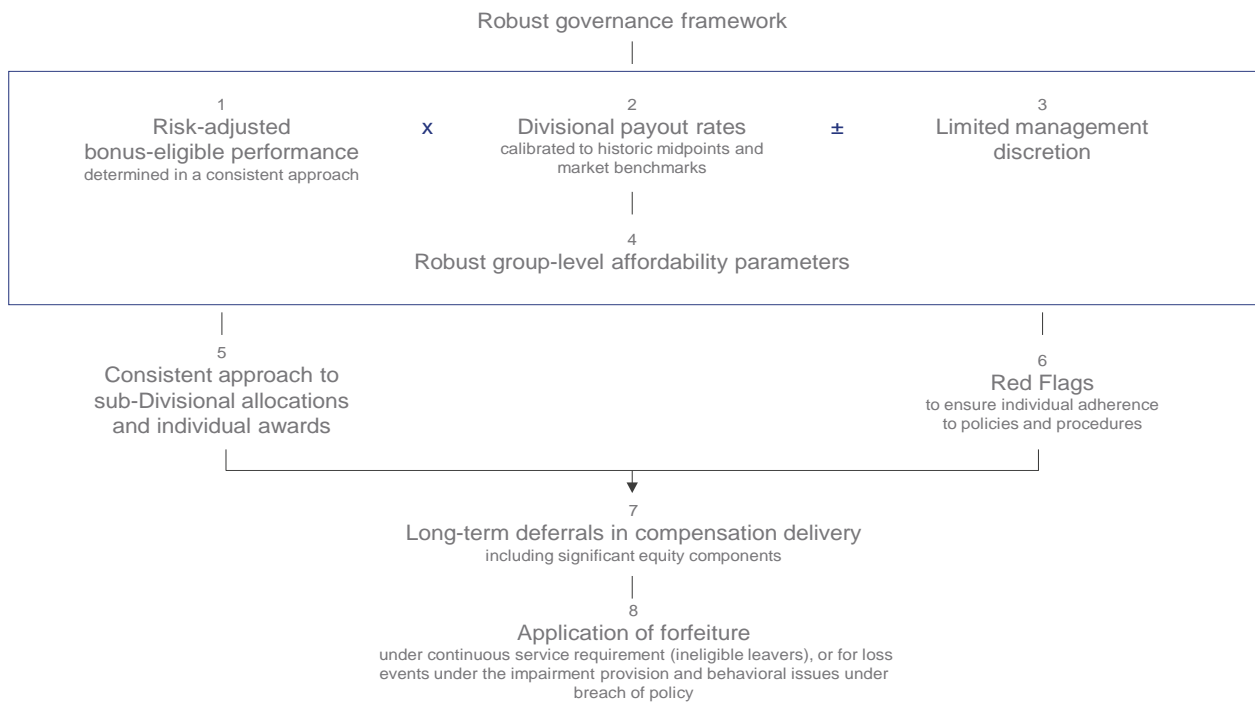 Robust governance framework
1
Risk-adjusted
bonus-eligible performance
determined in a consistent approach
x
2
Divisional payout rates
calibrated to historic midpoints and
market benchmarks
±
3
Limited management
discretion
4
Robust group-level affordability parameters
5
Consistent approach to
sub-Divisional allocations
and individual awards
6
Red Flags
to ensure individual adherence
to policies and procedures
7
Long-term deferrals in compensation delivery
including significant equity components
8
Application of forfeiture
under continuous service requirement (ineligible leavers), or for loss
events under the impairment provision and behavioral issues under
breach of policy